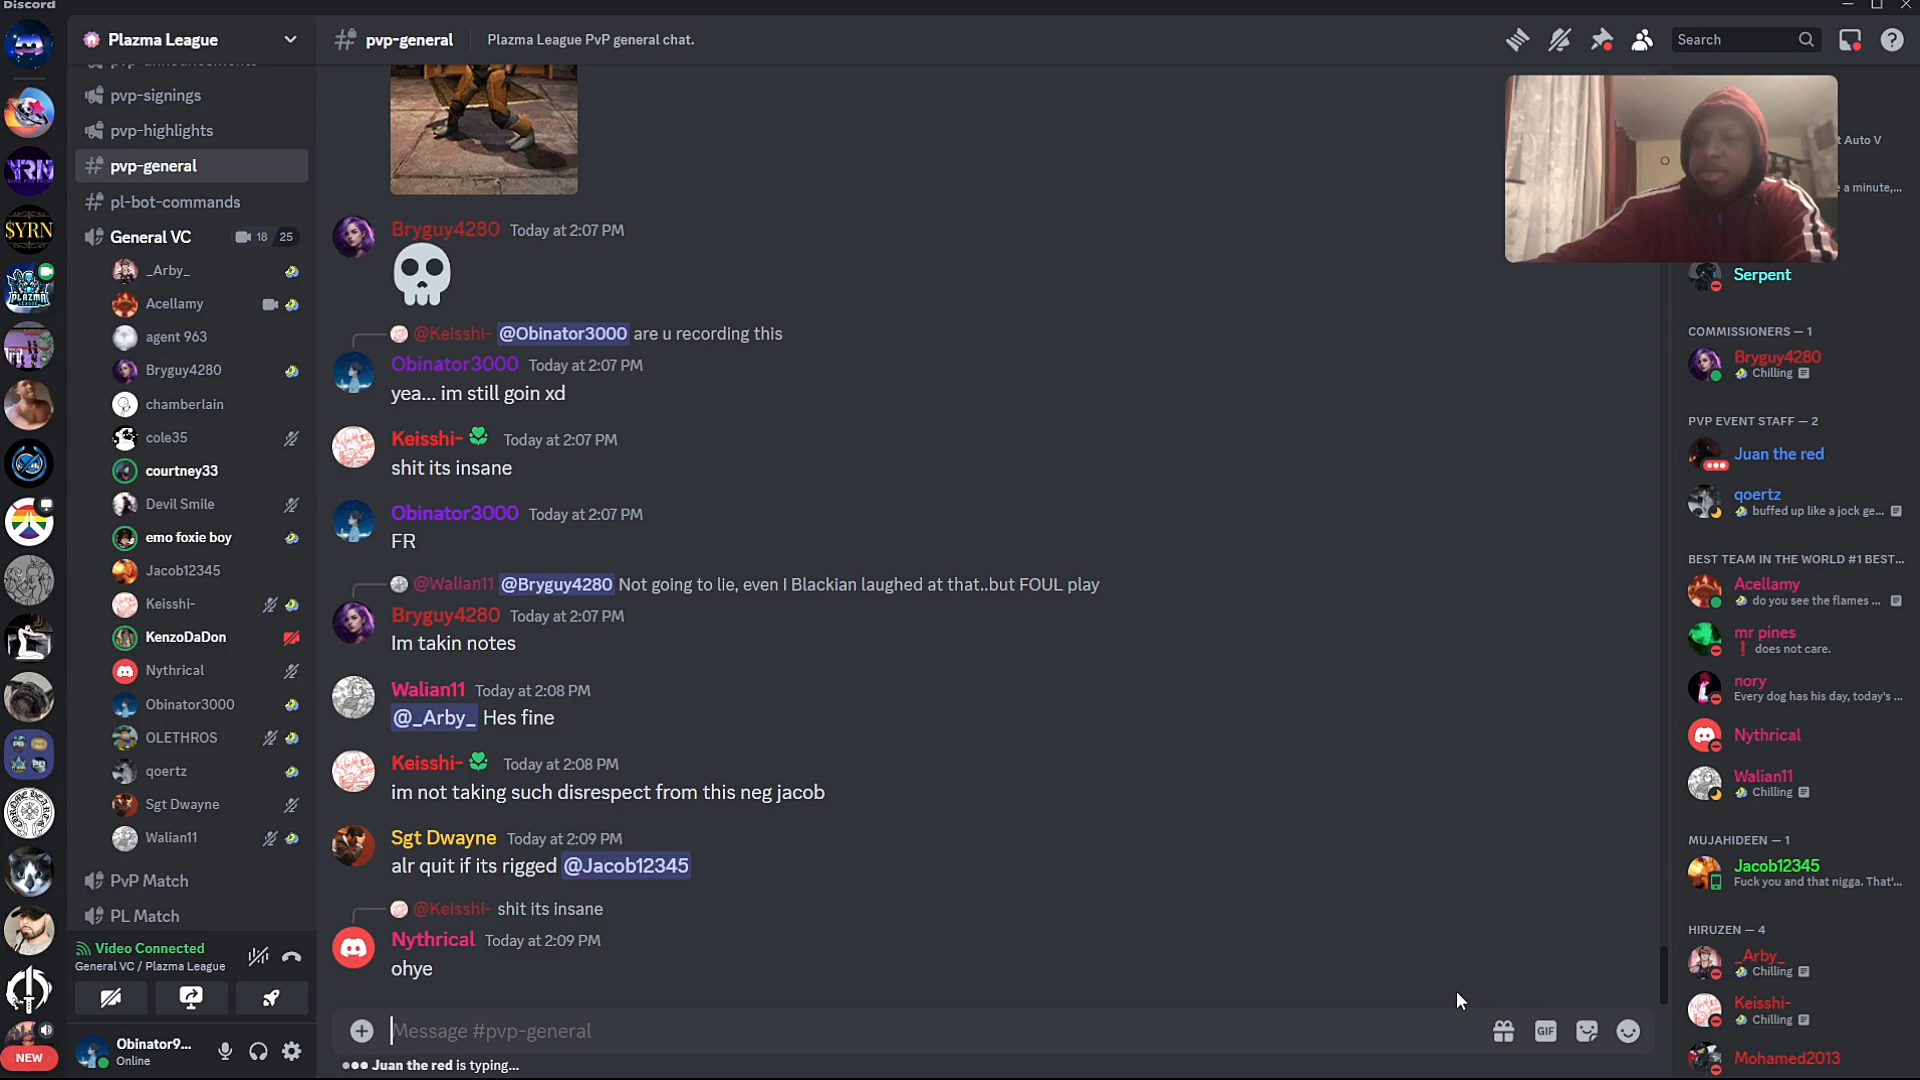 Discord
Plazma League
pvp-general
Plazma League PvP general chat.
Search
pvp-announcements
pvp-signings
pvp-highlights
pvp-general
pl-bot-commands
General VC
18 25
_Arby_
Acellamy
agent 963
Bryguy4280
chamberlain
cole35
courtney33
Devil Smile
emo foxie boy
Jacob12345
Keisshi-
KenzoDaDon
Nythrical
Obinator3000
OLETHROS
qoertz
Sgt Dwayne
Walian11
PvP Match
PL Match
Video Connected
General VC / Plazma League
Obinator9...
Online
YRN
$YRN
PLAZMA
NEW
Bryguy4280 Today at 2:07 PM
@Keisshi- @Obinator3000 are u recording this
Obinator3000 Today at 2:07 PM
yea... im still goin xd
Keisshi- Today at 2:07 PM
shit its insane
Obinator3000 Today at 2:07 PM
FR
@Walian11 @Bryguy4280 Not going to lie, even I Blackian laughed at that..but FOUL play
Bryguy4280 Today at 2:07 PM
Im takin notes
Walian11 Today at 2:08 PM
@_Arby_ Hes fine
Keisshi- Today at 2:08 PM
im not taking such disrespect from this neg jacob
Sgt Dwayne Today at 2:09 PM
alr quit if its rigged @Jacob12345
@Keisshi- shit its insane
Nythrical Today at 2:09 PM
ohye
Message #pvp-general
GIF
Juan the red is typing...
t Auto V
a minute,...
Serpent
COMMISSIONERS — 1
Bryguy4280
Chilling
PVP EVENT STAFF — 2
Juan the red
qoertz
buffed up like a jock ge...
BEST TEAM IN THE WORLD #1 BEST...
Acellamy
do you see the flames ...
mr pines
does not care.
nory
Every dog has his day, today's ...
Nythrical
Walian11
Chilling
MUJAHIDEEN — 1
Jacob12345
Fuck you and that nigga. That'...
HIRUZEN — 4
_Arby_
Chilling
Keisshi-
Chilling
Mohamed2013